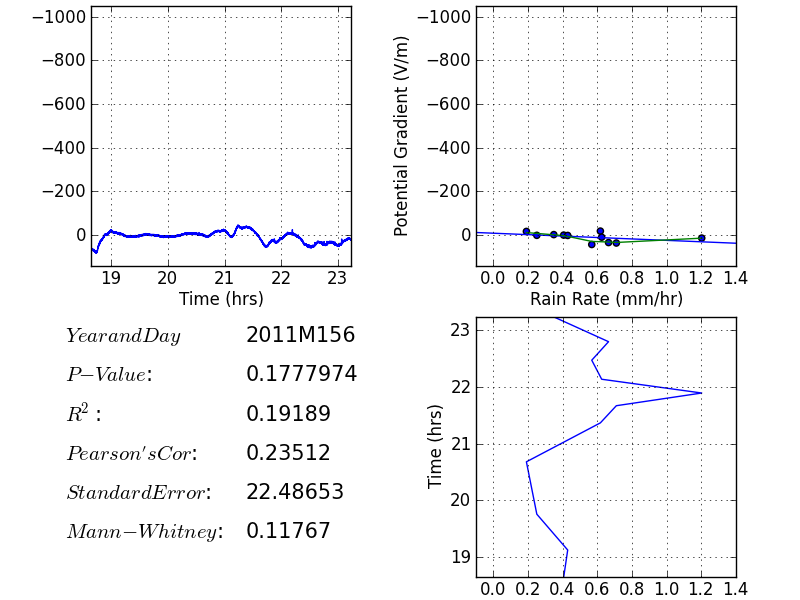 −1000
−800
−600
−400
−200
0
19 20 21 22 23
Time (hrs)
Potential Gradient (V/m)
−1000
−800
−600
−400
−200
0
0.0 0.2 0.4 0.6 0.8 1.0 1.2 1.4
Rain Rate (mm/hr)
YearandDay 2011M156
P−Value: 0.1777974
R²: 0.19189
Pearson'sCor: 0.23512
StandardError: 22.48653
Mann−Whitney: 0.11767
Time (hrs)
23
22
21
20
19
0.0 0.2 0.4 0.6 0.8 1.0 1.2 1.4